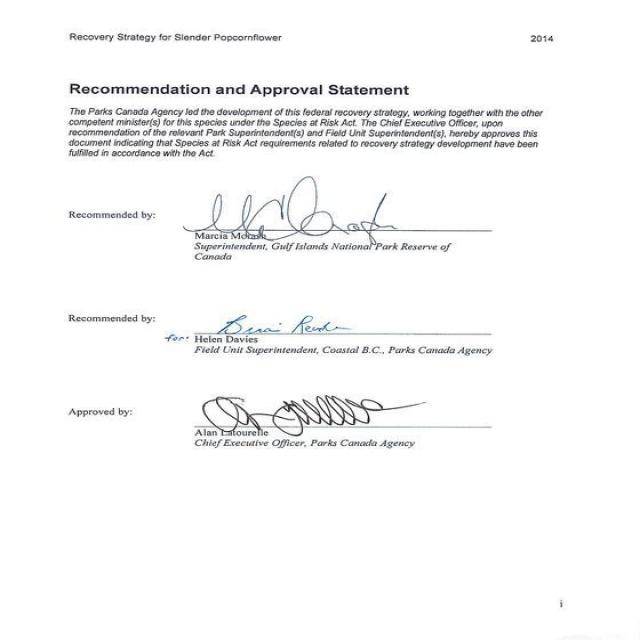 Recovery Strategy for Slender Popcornflower 2014
Recommendation and Approval Statement
The Parks Canada Agency led the development of this federal recovery strategy, working together with the other
competent minister(s) for this species under the Species at Risk Act. The Chief Executive Officer, upon
recommendation of the relevant Park Superintendent(s) and Field Unit Superintendent(s), hereby approves this
document indicating that Species at Risk Act requirements related to recovery strategy development have been
fulfilled in accordance with the Act.
Recommended by:
Marcia Morash
Superintendent, Gulf Islands National Park Reserve of
Canada
Recommended by:
for: Helen Davies
Field Unit Superintendent, Coastal B.C., Parks Canada Agency
Approved by:
Alan Latourelle
Chief Executive Officer, Parks Canada Agency
i